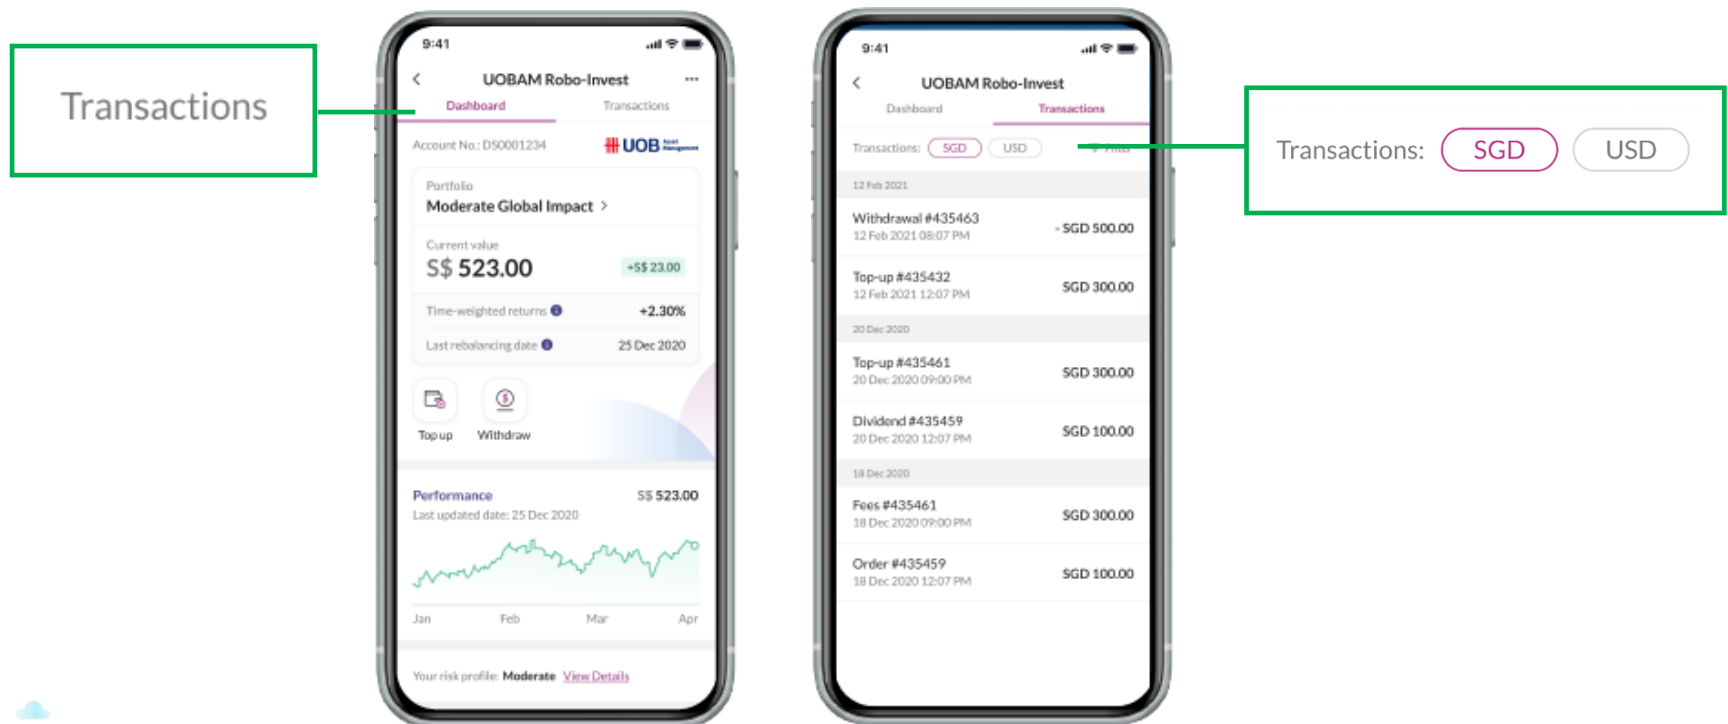 Transactions
9:41
UOBAM Robo-Invest
Dashboard Transactions
Account No.: DS0001234 UOB Asset Management
Portfolio
Moderate Global Impact >
Current value
S$ 523.00 +S$ 23.00
Time-weighted returns +2.30%
Last rebalancing date 25 Dec 2020
Top up Withdraw
Performance S$ 523.00
Last updated date: 25 Dec 2020
Jan Feb Mar Apr
Your risk profile: Moderate View Details
9:41
UOBAM Robo-Invest
Dashboard Transactions
Transactions: SGD USD
12 Feb 2021
Withdrawal #435463
12 Feb 2021 08:07 PM
- SGD 500.00
Top-up #435432
12 Feb 2021 12:07 PM
SGD 300.00
20 Dec 2020
Top-up #435461
20 Dec 2020 09:00 PM
SGD 300.00
Dividend #435459
20 Dec 2020 12:07 PM
SGD 100.00
18 Dec 2020
Fees #435461
18 Dec 2020 09:00 PM
SGD 300.00
Order #435459
18 Dec 2020 12:07 PM
SGD 100.00
Transactions: SGD USD